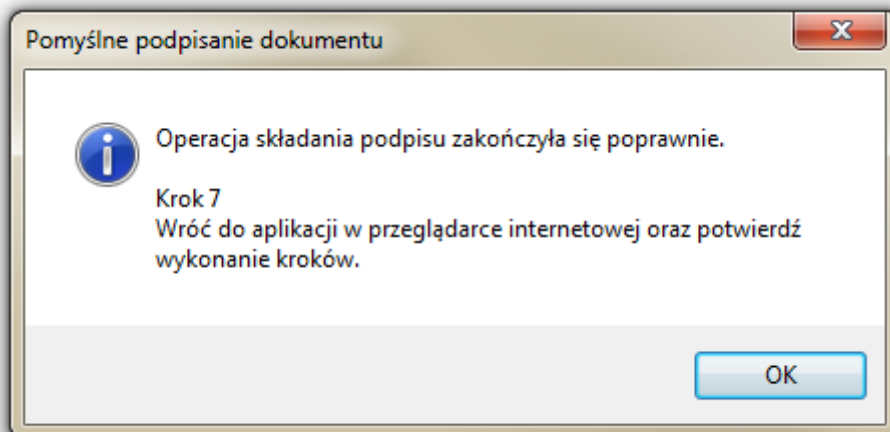 Pomyślne podpisanie dokumentu
Operacja składania podpisu zakończyła się poprawnie.
Krok 7
Wróć do aplikacji w przeglądarce internetowej oraz potwierdź
wykonanie kroków.
OK